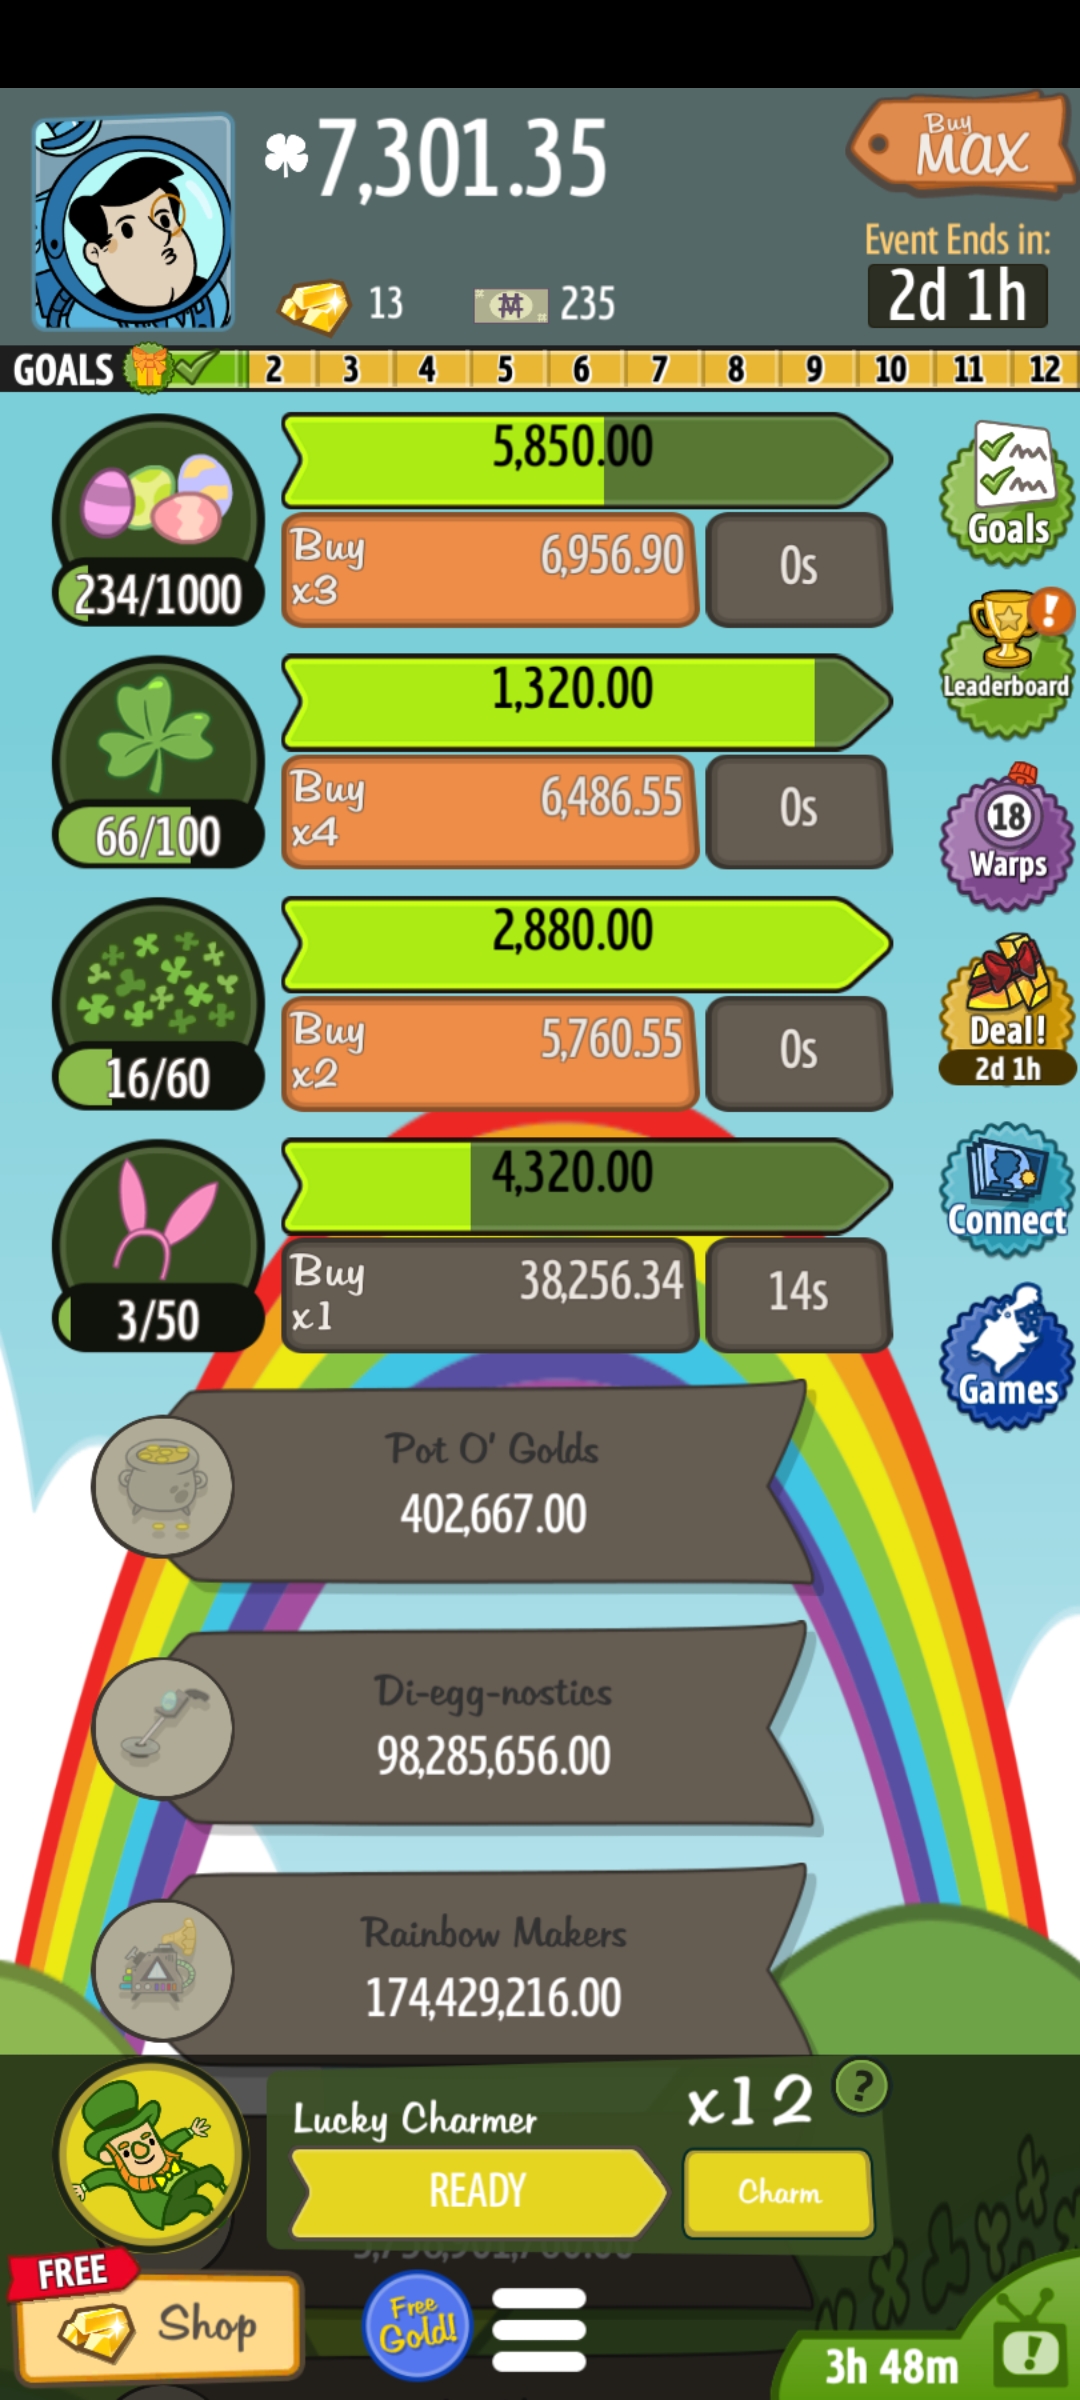 7,301.35
Buy
MAX
Event Ends in:
2d 1h
13
235
GOALS 2 3 4 5 6 7 8 9 10 11 12
5,850.00
Buy
x3
6,956.90
0s
234/1000
Goals
1,320.00
Leaderboard
Buy
x4
6,486.55
0s
66/100
18
Warps
2,880.00
Buy
x2
5,760.55
0s
16/60
Deal!
2d 1h
4,320.00
Buy
x1
38,256.34
14s
3/50
Connect
Games
Pot O' Golds
402,667.00
Di-egg-nostics
98,285,656.00
Rainbow Makers
174,429,216.00
Lucky Charmer
x12
?
READY
Charm
FREE
Shop
Free
Gold!
3h 48m